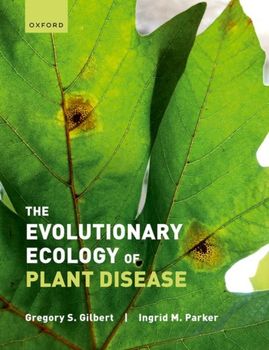 OXFORD
THE
EVOLUTIONARY
ECOLOGY OF
PLANT DISEASE
Gregory S. Gilbert | Ingrid M. Parker